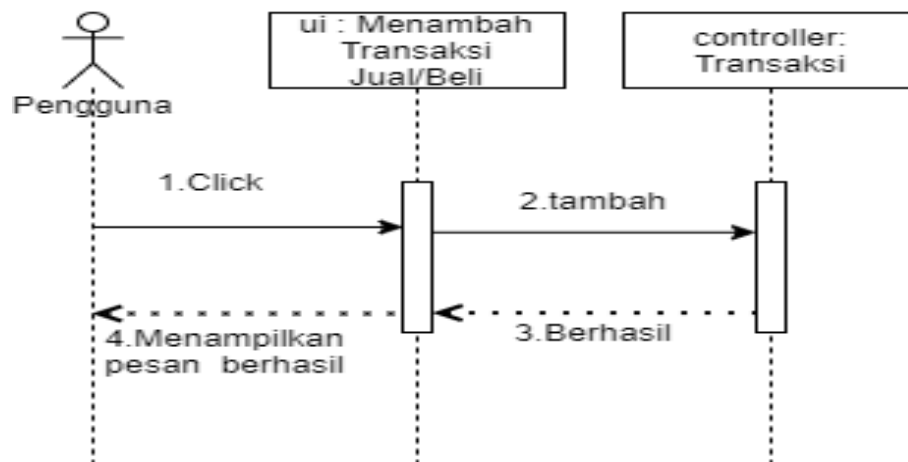 ui : Menambah
Transaksi
Jual/Beli
controller:
Transaksi
Pengguna
1.Click
2.tambah
3.Berhasil
4.Menampilkan
pesan berhasil